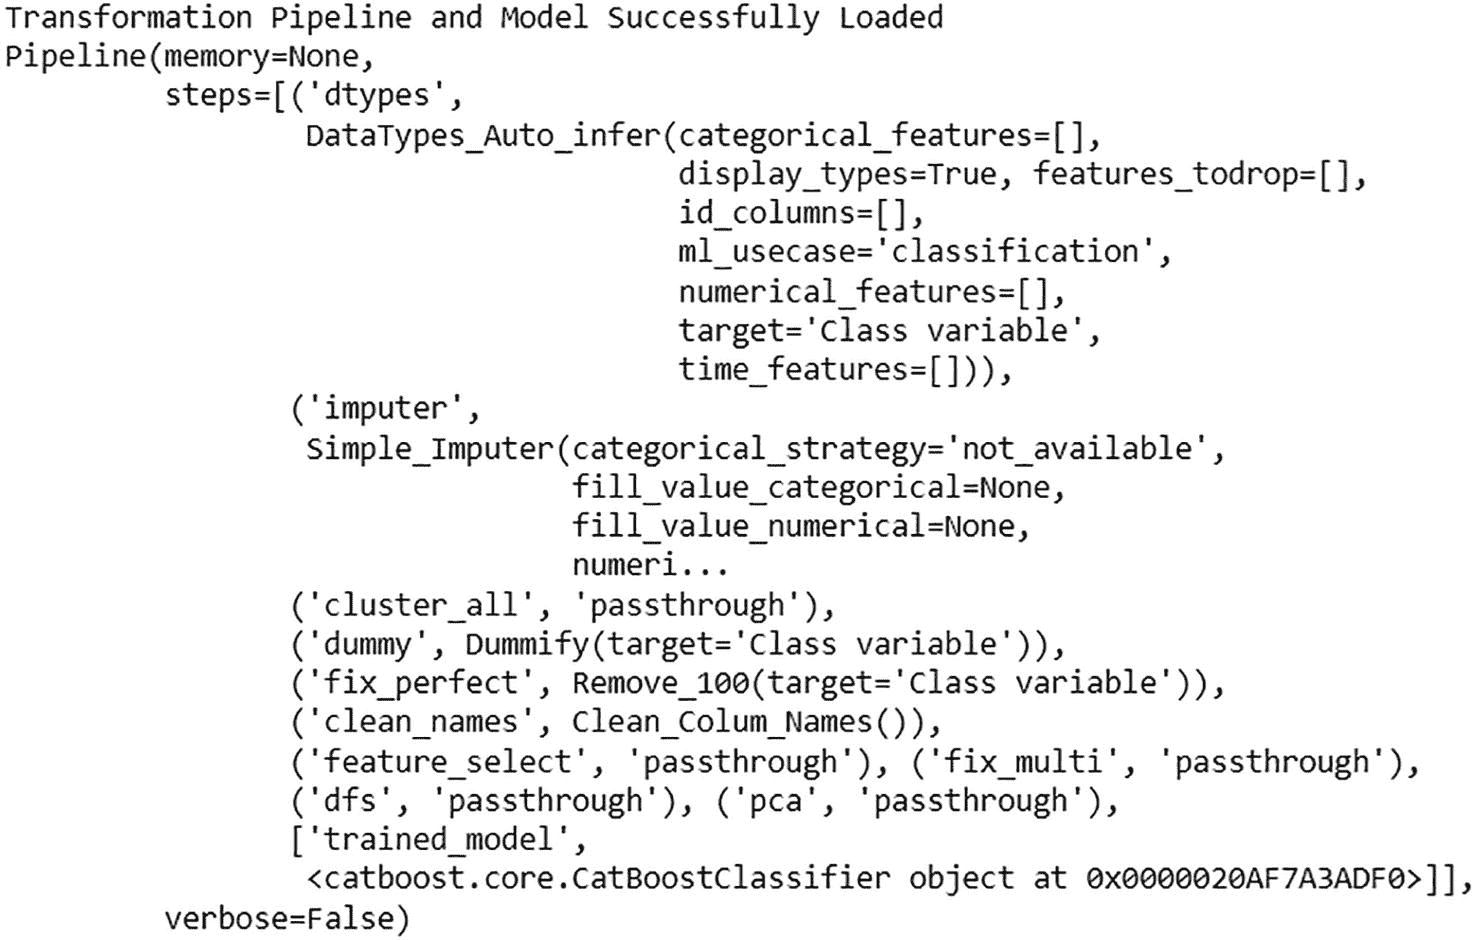 Transformation Pipeline and Model Successfully Loaded
Pipeline(memory=None,
         steps=[('dtypes',
                 DataTypes_Auto_infer(categorical_features=[],
                                      display_types=True, features_todrop=[],
                                      id_columns=[],
                                      ml_usecase='classification',
                                      numerical_features=[],
                                      target='Class variable',
                                      time_features=[])),
                ('imputer',
                 Simple_Imputer(categorical_strategy='not_available',
                                fill_value_categorical=None,
                                fill_value_numerical=None,
                                numeri...
                ('cluster_all', 'passthrough'),
                ('dummy', Dummify(target='Class variable')),
                ('fix_perfect', Remove_100(target='Class variable')),
                ('clean_names', Clean_Colum_Names()),
                ('feature_select', 'passthrough'), ('fix_multi', 'passthrough'),
                ('dfs', 'passthrough'), ('pca', 'passthrough'),
                ['trained_model',
                 <catboost.core.CatBoostClassifier object at 0x0000020AF7A3ADF0>]],
         verbose=False)